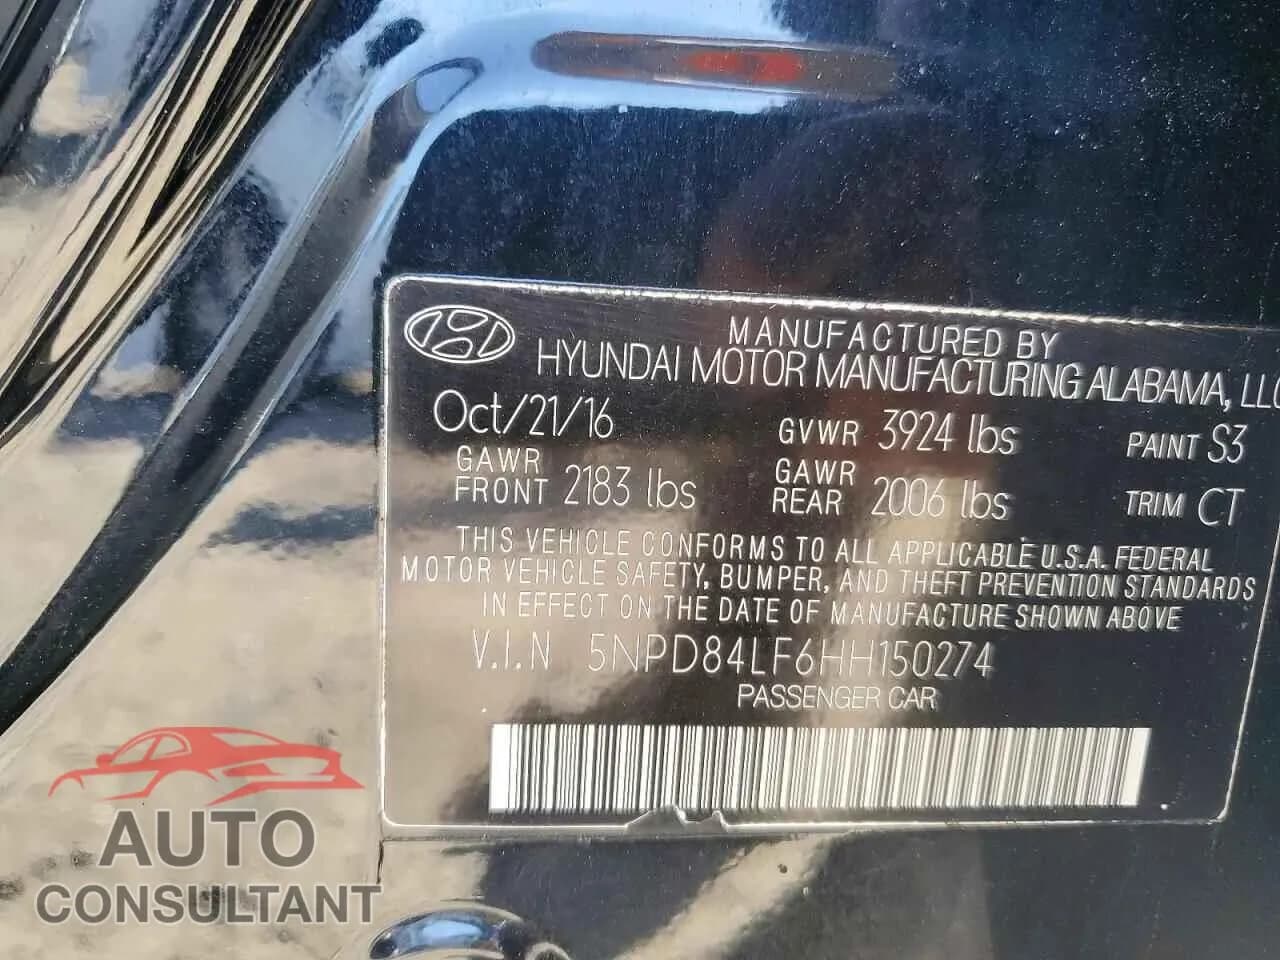 MANUFACTURED BY
HYUNDAI MOTOR MANUFACTURING ALABAMA, LLC
Oct/21/16 GVWR 3924 lbs PAINT S3
GAWR FRONT 2183 lbs GAWR REAR 2006 lbs TRIM CT
THIS VEHICLE CONFORMS TO ALL APPLICABLE U.S.A. FEDERAL
MOTOR VEHICLE SAFETY, BUMPER, AND THEFT PREVENTION STANDARDS
IN EFFECT ON THE DATE OF MANUFACTURE SHOWN ABOVE
V.I.N 5NPD84LF6HH150274
PASSENGER CAR
AUTO
CONSULTANT